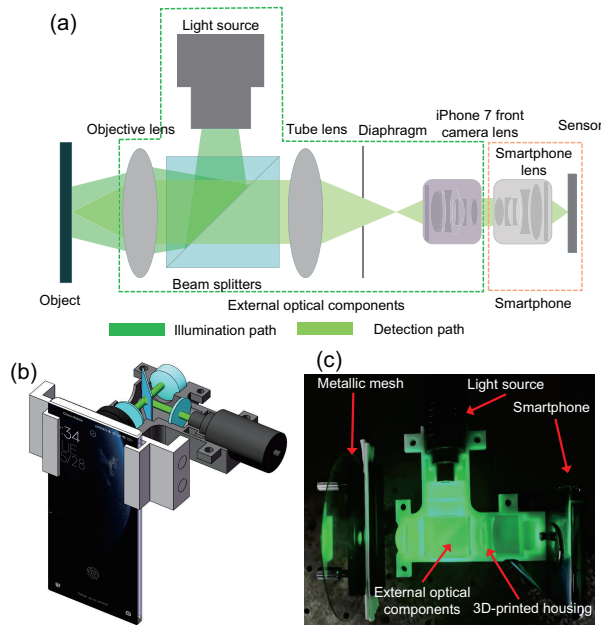 (a)
Light source
Objective lens
Tube lens
Diaphragm
iPhone 7 front
camera lens
Sensor
Smartphone
lens
Beam splitters
Object
External optical components
Smartphone
Illumination path
Detection path
(b)
(c)
Metallic mesh
Light source
Smartphone
External optical
components
3D-printed housing